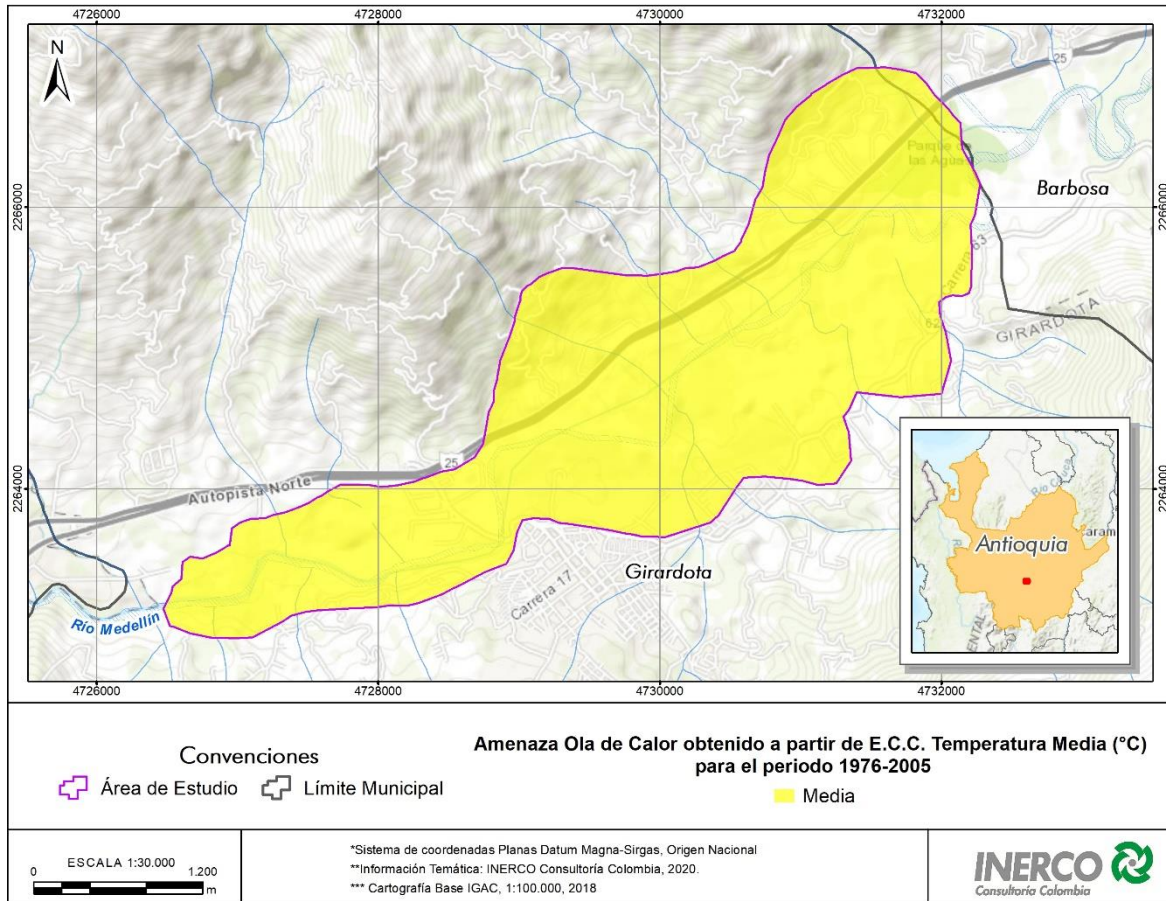 4726000 4728000 4730000 4732000
N
25
Parque de
las Aguas
Barbosa
2266000 2266000
Carrera 63
62
GIRARDOTA
25
Autopista Norte
2264000 2264000
Girardota
Carrera 17
Río Medellín
Río Cauca
Antioquia
aram
ENTAL
4726000 4728000 4730000 4732000
Convenciones
Área de Estudio Límite Municipal
Amenaza Ola de Calor obtenido a partir de E.C.C. Temperatura Media (°C)
para el periodo 1976-2005
Media
ESCALA 1:30.000
0 1.200
m
*Sistema de coordenadas Planas Datum Magna-Sirgas, Origen Nacional
**Información Temática: INERCO Consultoría Colombia, 2020.
*** Cartografía Base IGAC, 1:100.000, 2018
INERCO
Consultoría Colombia